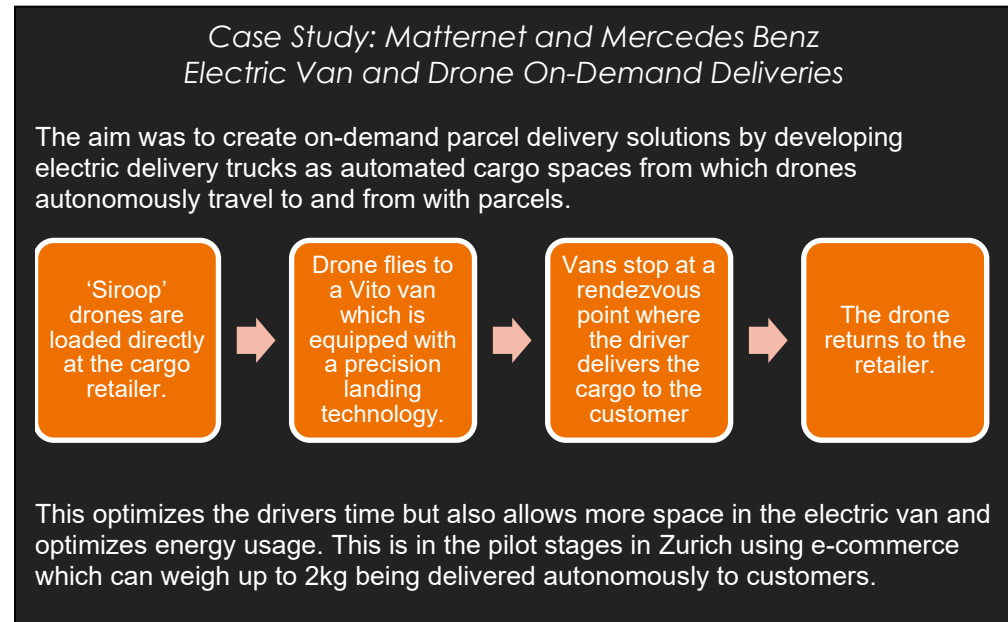 Case Study: Matternet and Mercedes Benz
Electric Van and Drone On-Demand Deliveries
The aim was to create on-demand parcel delivery solutions by developing
electric delivery trucks as automated cargo spaces from which drones
autonomously travel to and from with parcels.
‘Siroop’
drones are
loaded directly
at the cargo
retailer.
Drone flies to
a Vito van
which is
equipped with
a precision
landing
technology.
Vans stop at a
rendezvous
point where
the driver
delivers the
cargo to the
customer
The drone
returns to the
retailer.
This optimizes the drivers time but also allows more space in the electric van and
optimizes energy usage. This is in the pilot stages in Zurich using e-commerce
which can weigh up to 2kg being delivered autonomously to customers.